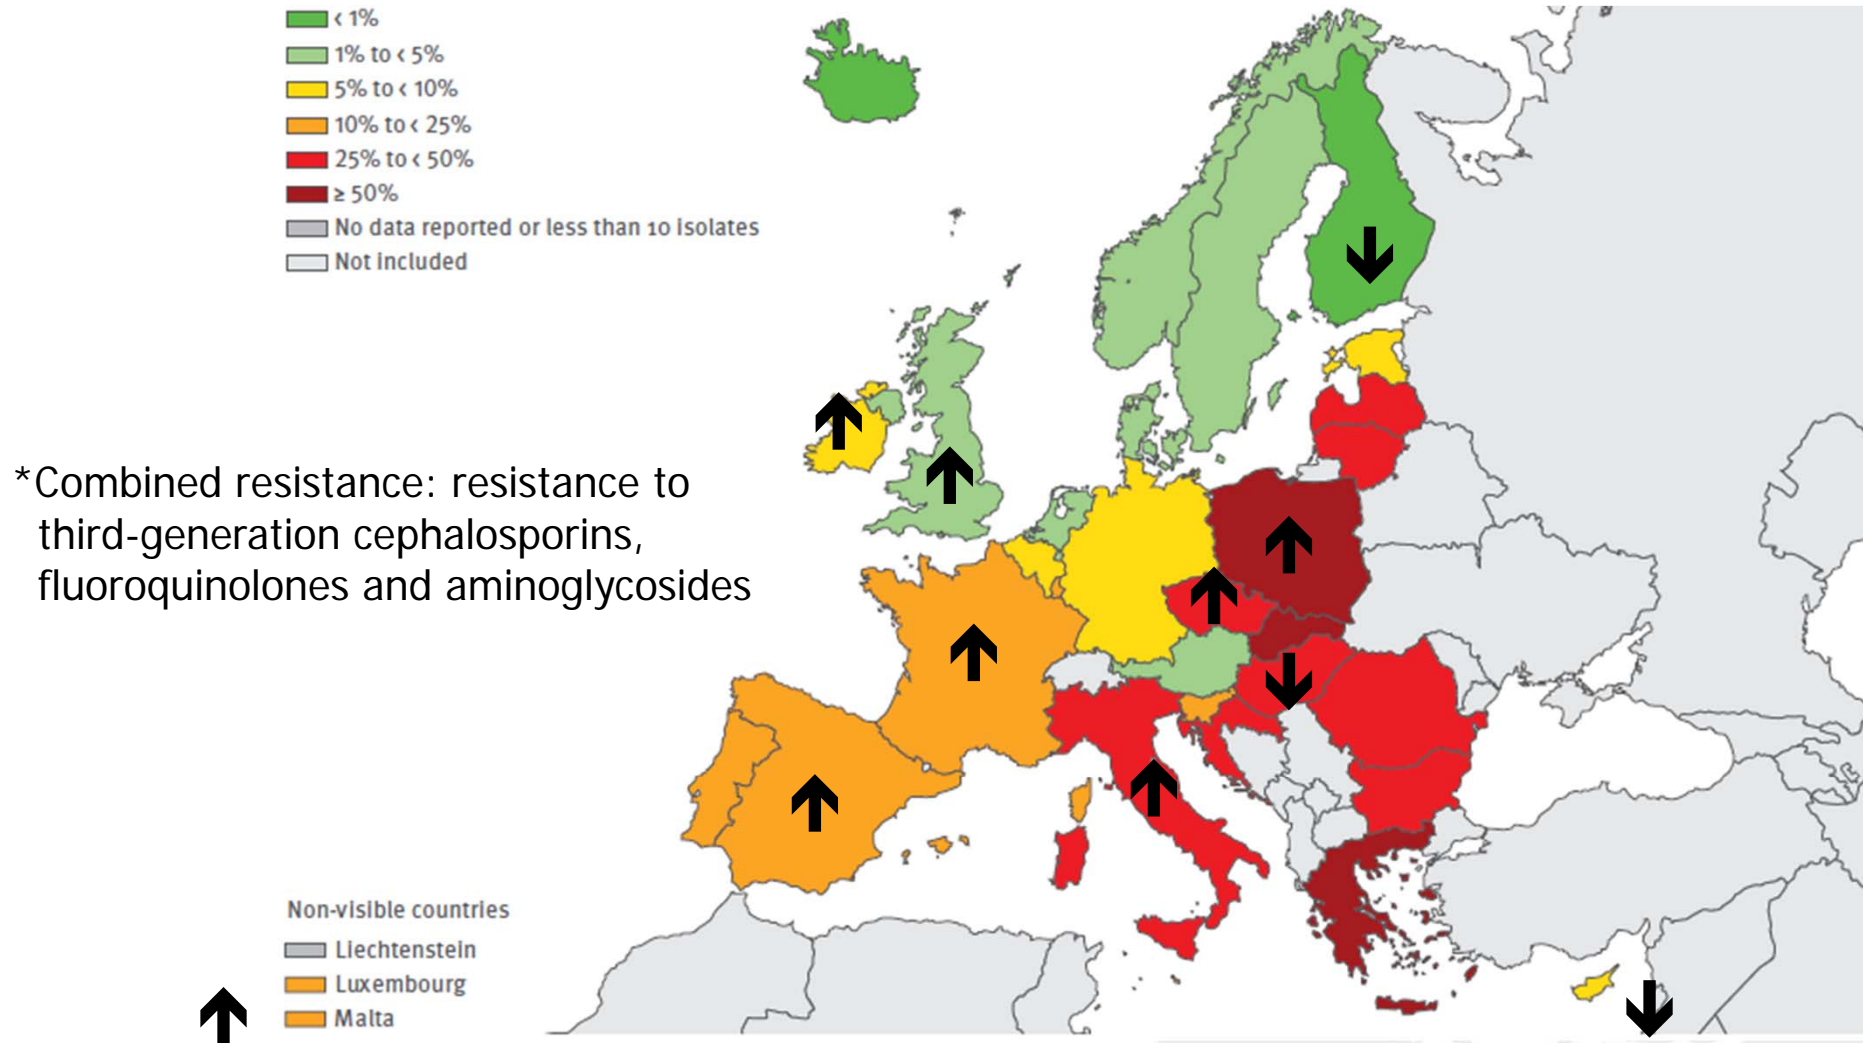 < 1%
1% to < 5%
5% to < 10%
10% to < 25%
25% to < 50%
≥ 50%
No data reported or less than 10 isolates
Not included
*Combined resistance: resistance to
third-generation cephalosporins,
fluoroquinolones and aminoglycosides
Non-visible countries
Liechtenstein
Luxembourg
Malta